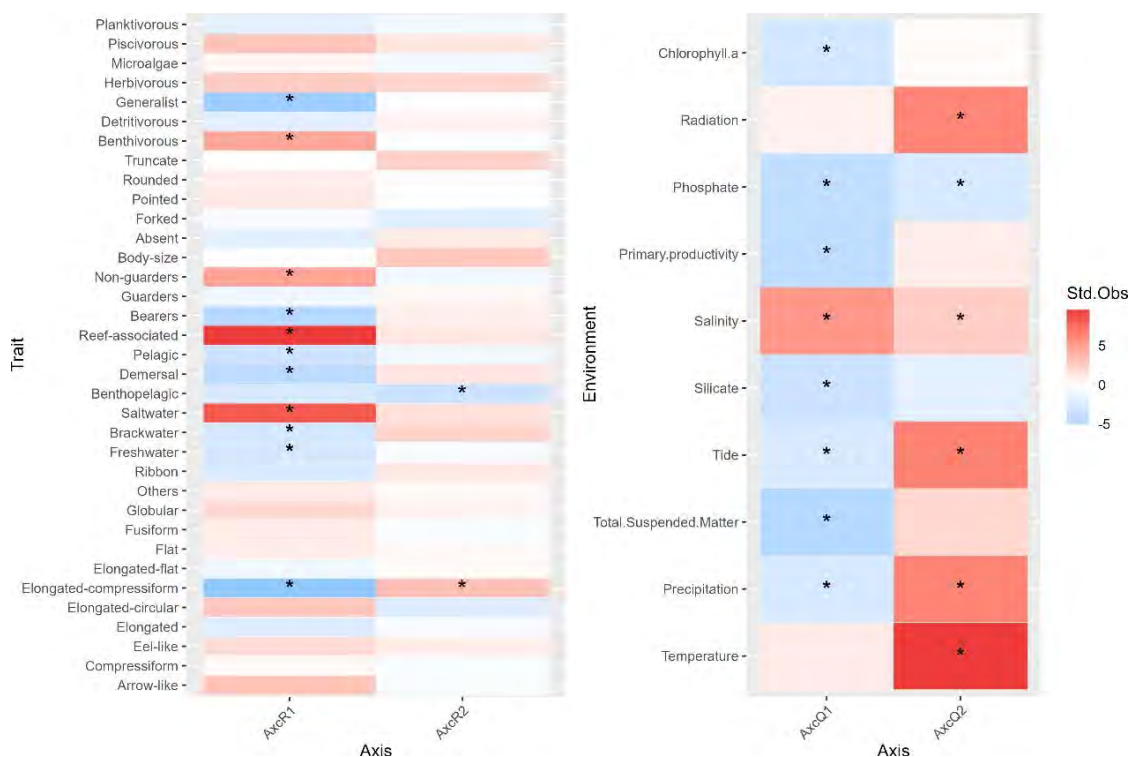 Trait
Planktivorous
Piscivorous
Microalgae
Herbivorous
Generalist
*
Detritivorous
Benthivorous
*
Truncate
Rounded
Pointed
Forked
Absent
Body-size
Non-guarders
*
Guarders
Bearers
*
Reef-associated
*
Pelagic
*
Demersal
*
Benthopelagic
*
Saltwater
*
Brackwater
*
Freshwater
*
Ribbon
Others
Globular
Fusiform
Flat
Elongated-flat
Elongated-compressiform
* *
Elongated-circular
Elongated
Eel-like
Compressiform
Arrow-like
AxcR1
AxcR2
Axis
Environment
Chlorophyll.a
*
Radiation
*
Phosphate
* *
Primary.productivity
*
Salinity
* *
Silicate
*
Tide
* *
Total.Suspended.Matter
*
Precipitation
* *
Temperature
*
AxcQ1
AxcQ2
Axis
Std.Obs
5
0
-5